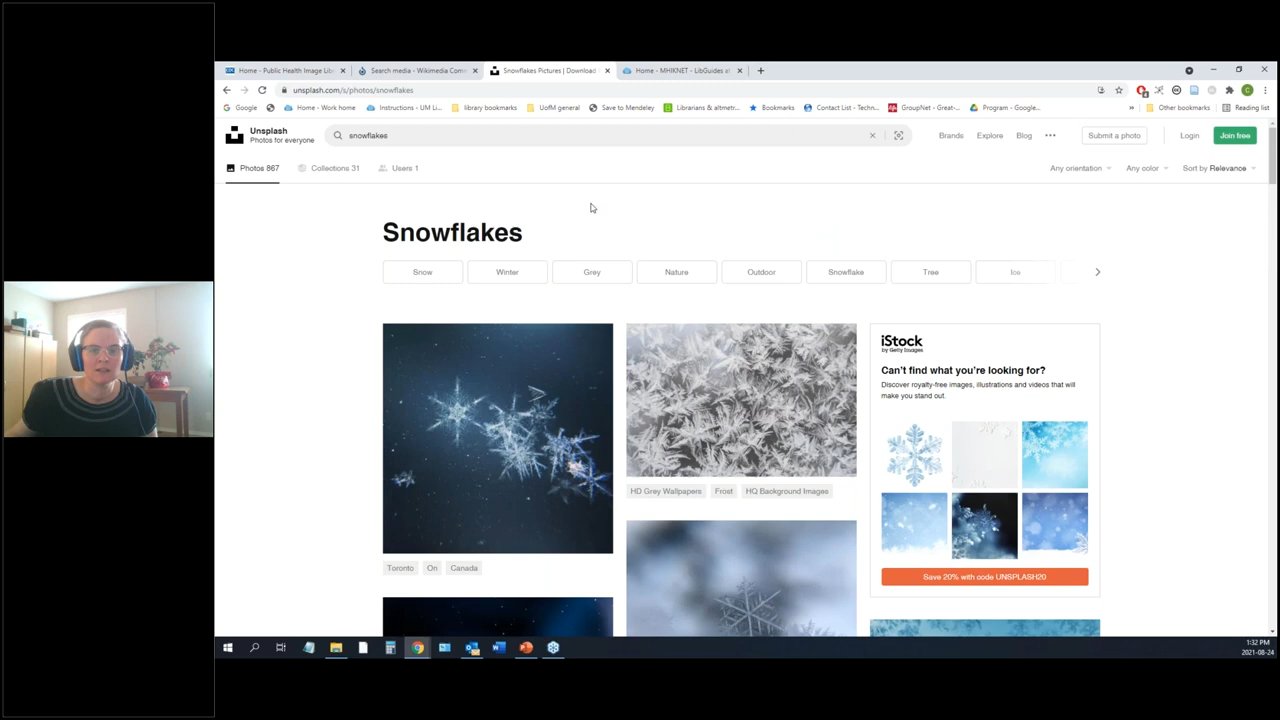 Home - Public Health Image Lib
Search media - Wikimedia Com
Snowflakes Pictures | Download
Home - MHIKNET - LibGuides at
unsplash.com/s/photos/snowflakes
Google
Home - Work home
Instructions - UM Li...
library bookmarks
UofM general
Save to Mendeley
Librarians & altmetr...
Bookmarks
Contact List - Techn...
GroupNet - Great-...
Program - Google...
Other bookmarks
Reading list
Unsplash
Photos for everyone
snowflakes
Brands
Explore
Blog
Submit a photo
Login
Join free
Photos 867
Collections 31
Users 1
Any orientation
Any color
Sort by Relevance
Snowflakes
Snow
Winter
Grey
Nature
Outdoor
Snowflake
Tree
Ice
iStock
by Getty Images
Can't find what you're looking for?
Discover royalty-free images, illustrations and videos that will
make you stand out.
HD Grey Wallpapers
Frost
HQ Background Images
Toronto
On
Canada
Save 20% with code UNSPLASH20
1:32 PM
2021-08-24